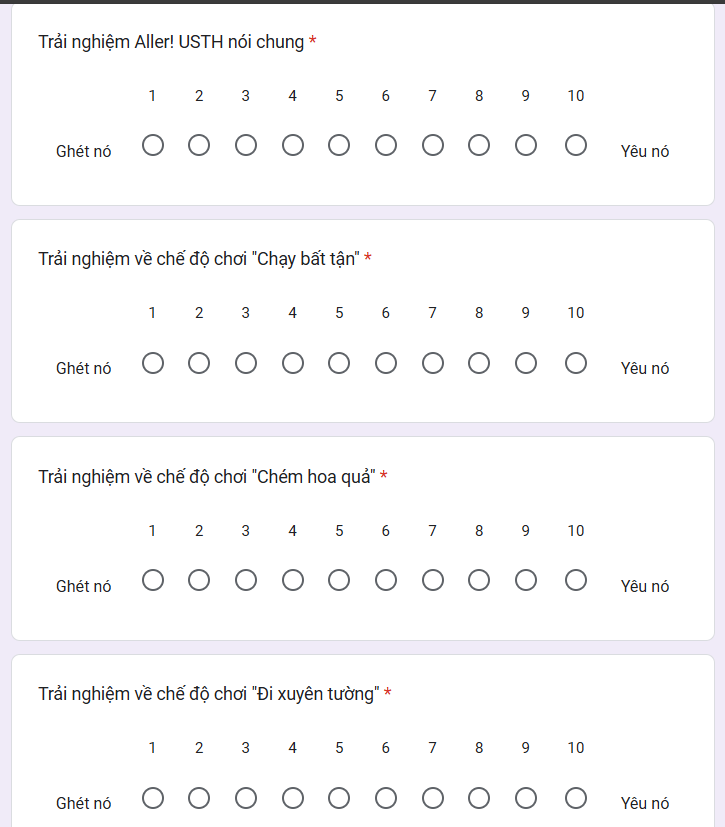 Trải nghiệm Aller! USTH nói chung *
1 2 3 4 5 6 7 8 9 10
Ghét nó Yêu nó
Trải nghiệm về chế độ chơi "Chạy bất tận" *
1 2 3 4 5 6 7 8 9 10
Ghét nó Yêu nó
Trải nghiệm về chế độ chơi "Chém hoa quả" *
1 2 3 4 5 6 7 8 9 10
Ghét nó Yêu nó
Trải nghiệm về chế độ chơi "Đi xuyên tường" *
1 2 3 4 5 6 7 8 9 10
Ghét nó Yêu nó